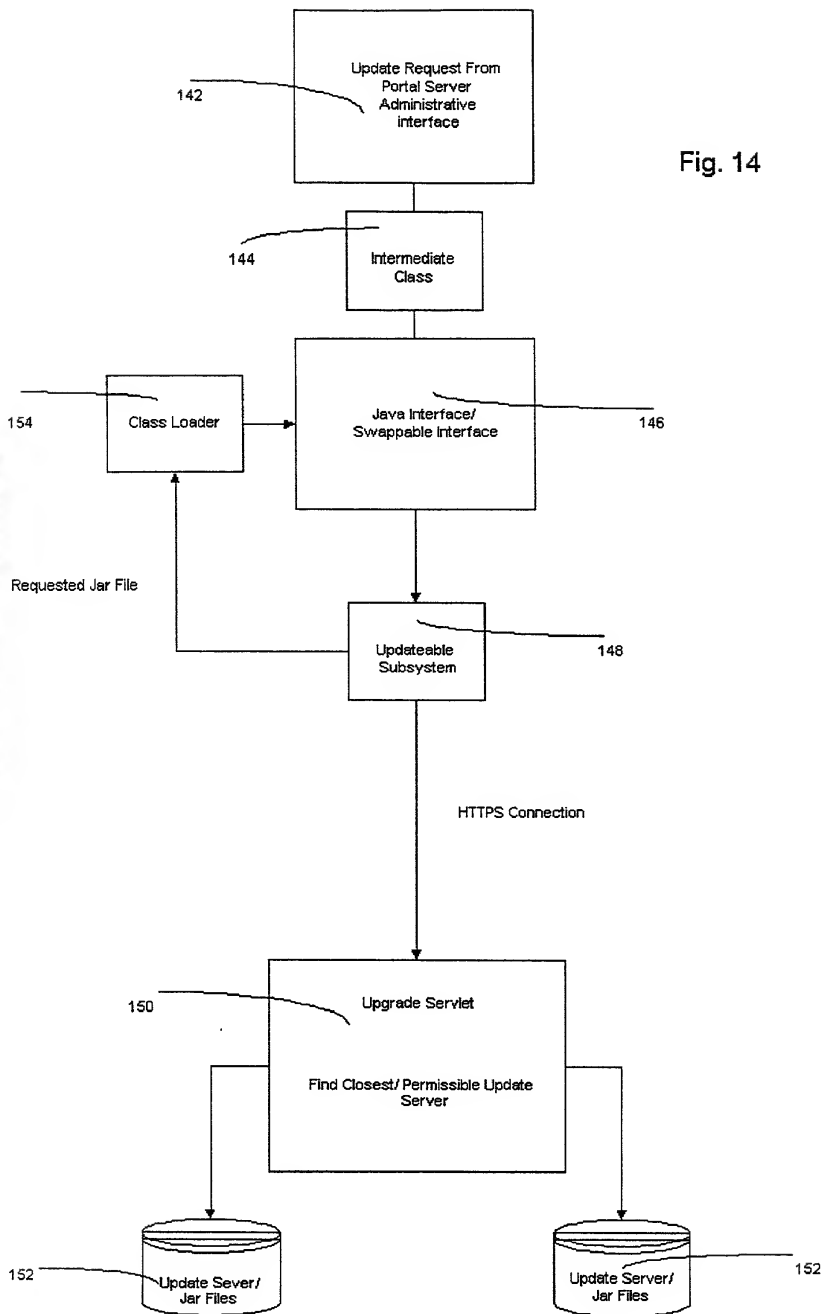 Update Request From
Portal Server
Administrative
interface
142
Fig. 14
144
Intermediate
Class
154
Class Loader
Java Interface/
Swappable Interface
146
Requested Jar File
Updateable
Subsystem
148
HTTPS Connection
150
Upgrade Servlet
Find Closest/ Permissible Update
Server
152
Update Sever/
Jar Files
Update Server/
Jar Files
152